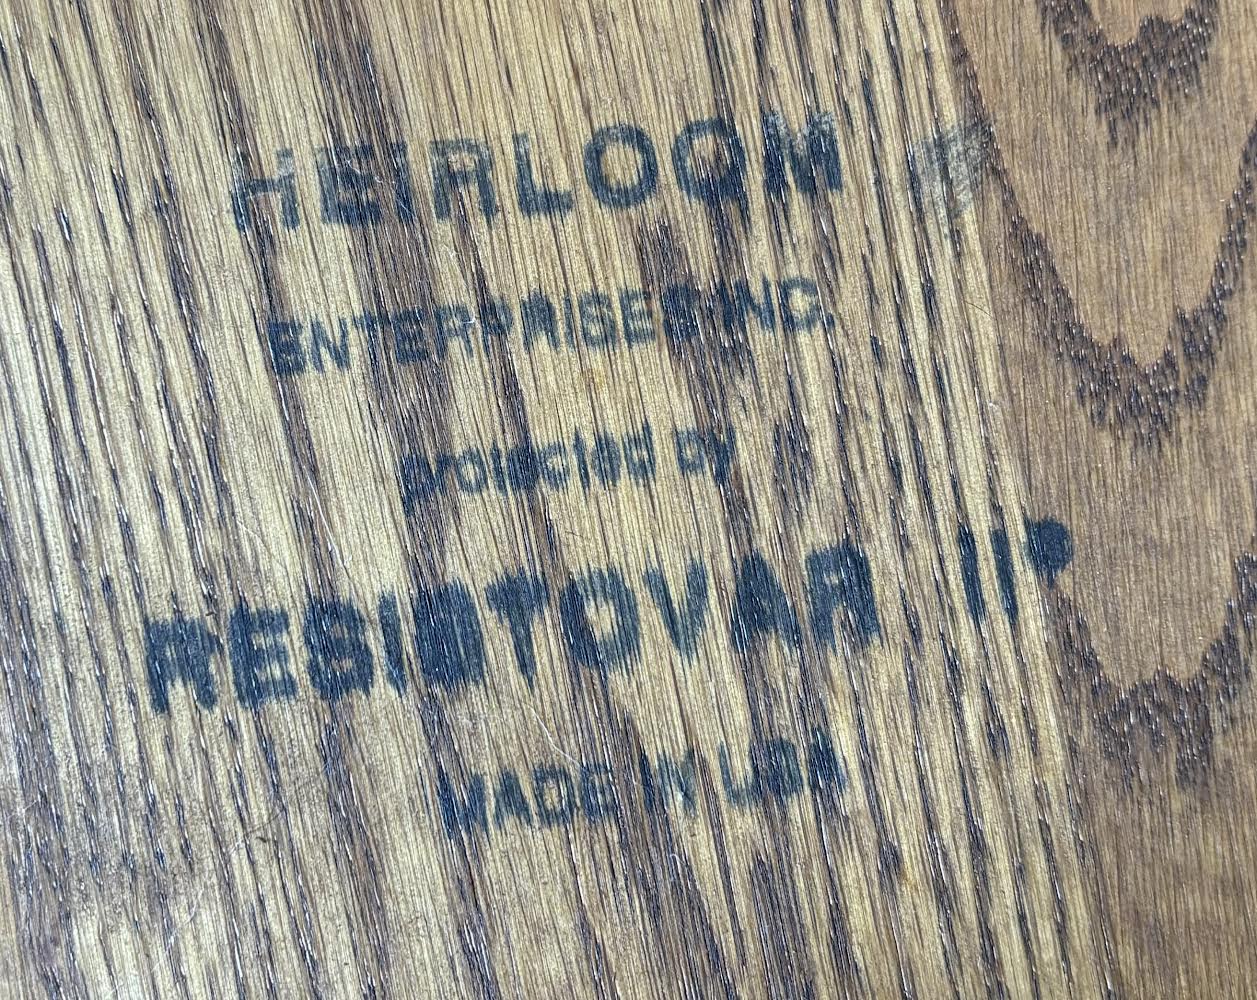 HEIRLOOM
ENTERPRISES INC.
protected by
RESISTOVAR II®
MADE IN USA